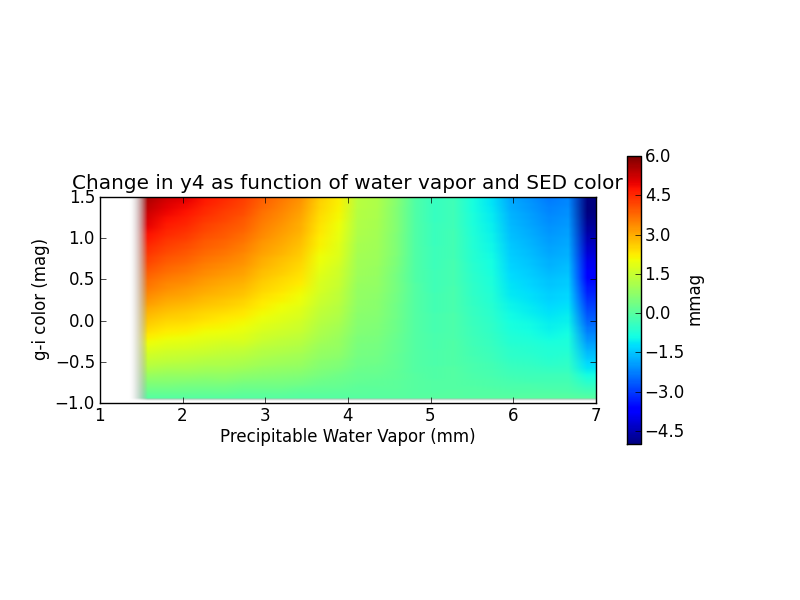 Change in y4 as function of water vapor and SED color
6.0
4.5
3.0
1.5
0.0
−1.5
−3.0
−4.5
mmag
1.5
1.0
0.5
0.0
−0.5
−1.0
g-i color (mag)
1 2 3 4 5 6 7
Precipitable Water Vapor (mm)